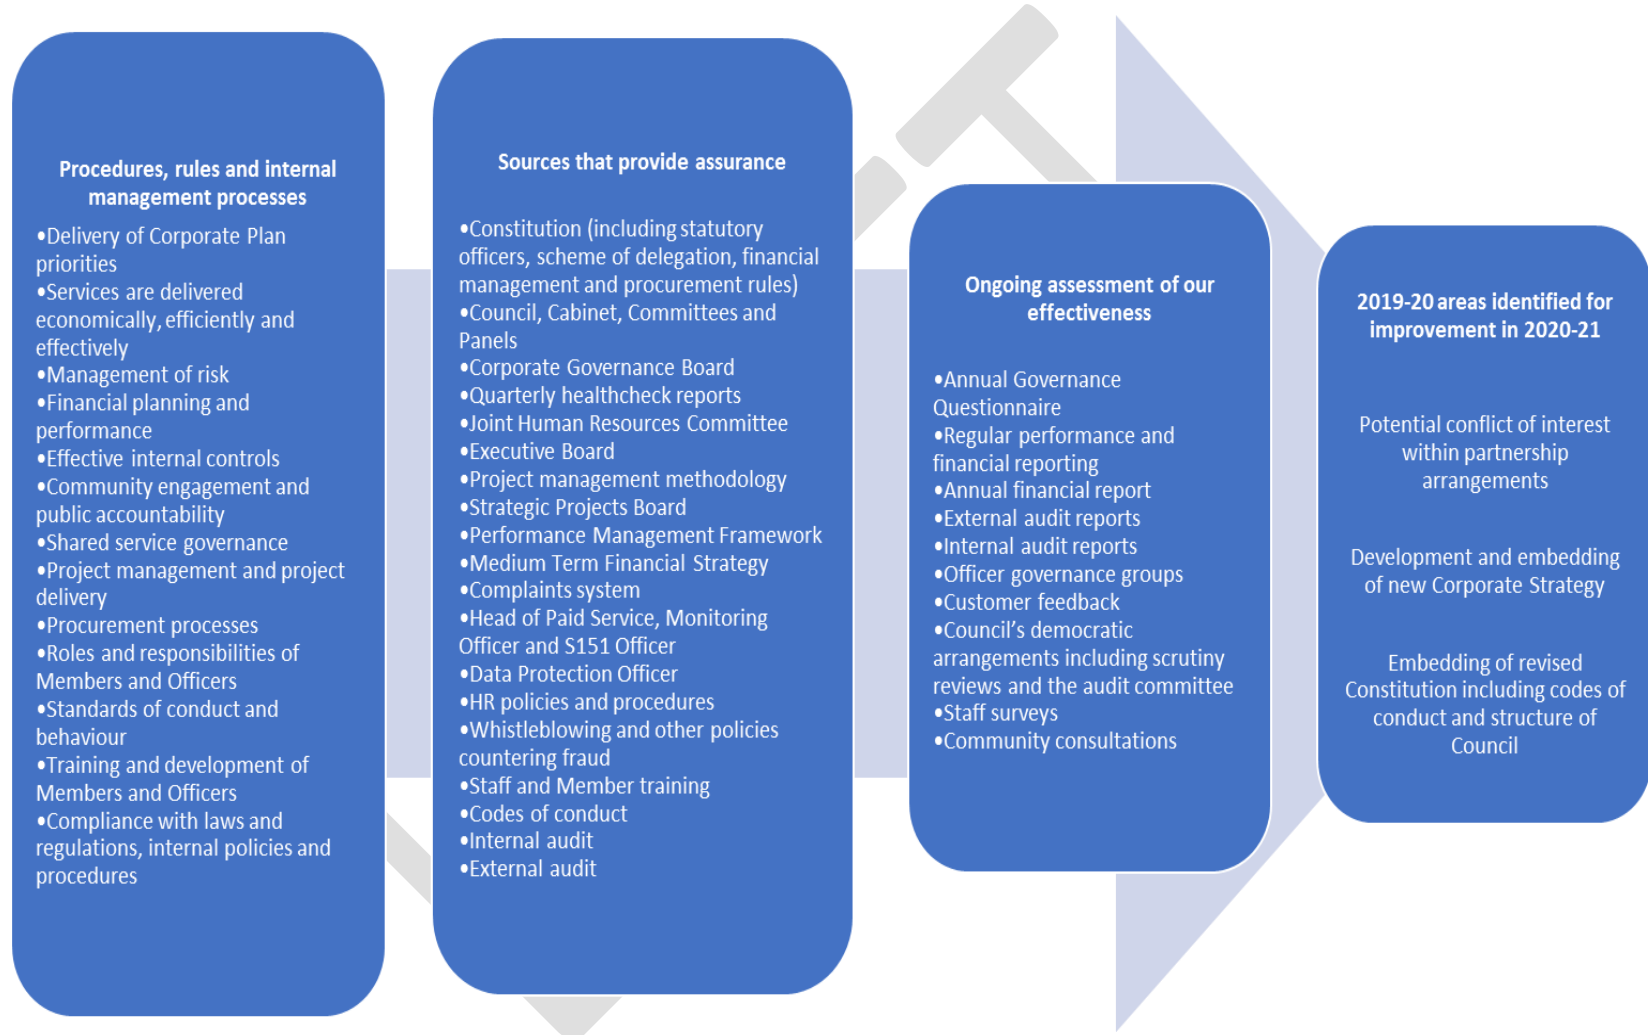 Procedures, rules and internal
management processes
•Delivery of Corporate Plan
priorities
•Services are delivered
economically, efficiently and
effectively
•Management of risk
•Financial planning and
performance
•Effective internal controls
•Community engagement and
public accountability
•Shared service governance
•Project management and project
delivery
•Procurement processes
•Roles and responsibilities of
Members and Officers
•Standards of conduct and
behaviour
•Training and development of
Members and Officers
•Compliance with laws and
regulations, internal policies and
procedures
Sources that provide assurance
•Constitution (including statutory
officers, scheme of delegation, financial
management and procurement rules)
•Council, Cabinet, Committees and
Panels
•Corporate Governance Board
•Quarterly healthcheck reports
•Joint Human Resources Committee
•Executive Board
•Project management methodology
•Strategic Projects Board
•Performance Management Framework
•Medium Term Financial Strategy
•Complaints system
•Head of Paid Service, Monitoring
Officer and S151 Officer
•Data Protection Officer
•HR policies and procedures
•Whistleblowing and other policies
countering fraud
•Staff and Member training
•Codes of conduct
•Internal audit
•External audit
Ongoing assessment of our
effectiveness
•Annual Governance
Questionnaire
•Regular performance and
financial reporting
•Annual financial report
•External audit reports
•Internal audit reports
•Officer governance groups
•Customer feedback
•Council's democratic
arrangements including scrutiny
reviews and the audit committee
•Staff surveys
•Community consultations
2019-20 areas identified for
improvement in 2020-21
Potential conflict of interest
within partnership
arrangements
Development and embedding
of new Corporate Strategy
Embedding of revised
Constitution including codes of
conduct and structure of
Council